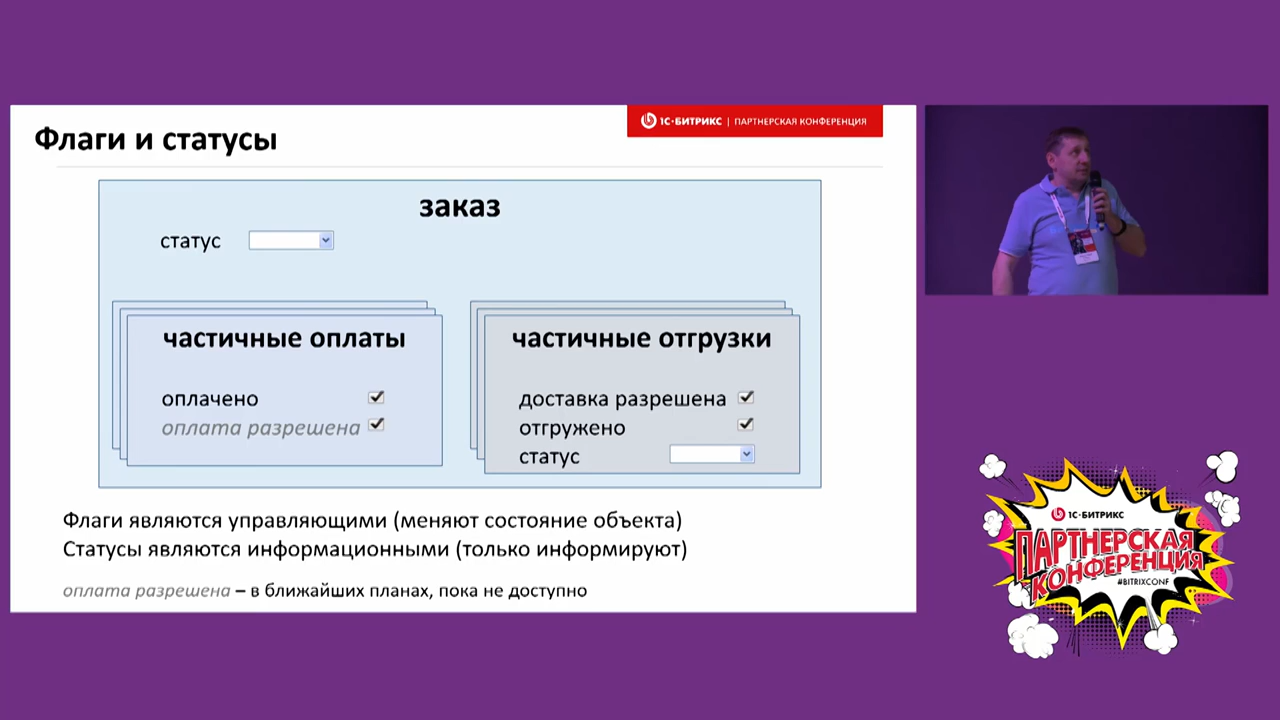 Флаги и статусы
1С-БИТРИКС | ПАРТНЕРСКАЯ КОНФЕРЕНЦИЯ
заказ
статус
частичные оплаты
оплачено
оплата разрешена
частичные отгрузки
доставка разрешена
отгружено
статус
Флаги являются управляющими (меняют состояние объекта)
Статусы являются информационными (только информируют)
оплата разрешена – в ближайших планах, пока не доступно
1С-БИТРИКС
ПАРТНЕРСКАЯ
КОНФЕРЕНЦИЯ
#BITRIXCONF